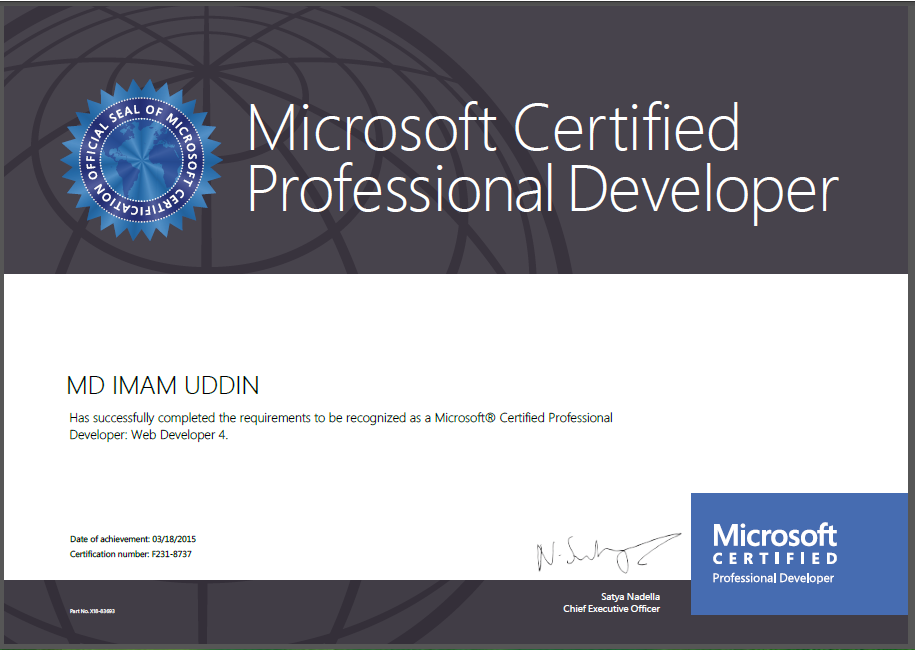 OFFICIAL SEAL OF MICROSOFT CERTIFICATION
Microsoft Certified
Professional Developer
MD IMAM UDDIN
Has successfully completed the requirements to be recognized as a Microsoft® Certified Professional
Developer: Web Developer 4.
Date of achievement: 03/18/2015
Certification number: F231-8737
N. Satya
Microsoft
CERTIFIED
Professional Developer
Satya Nadella
Chief Executive Officer
Part No. X18-83693